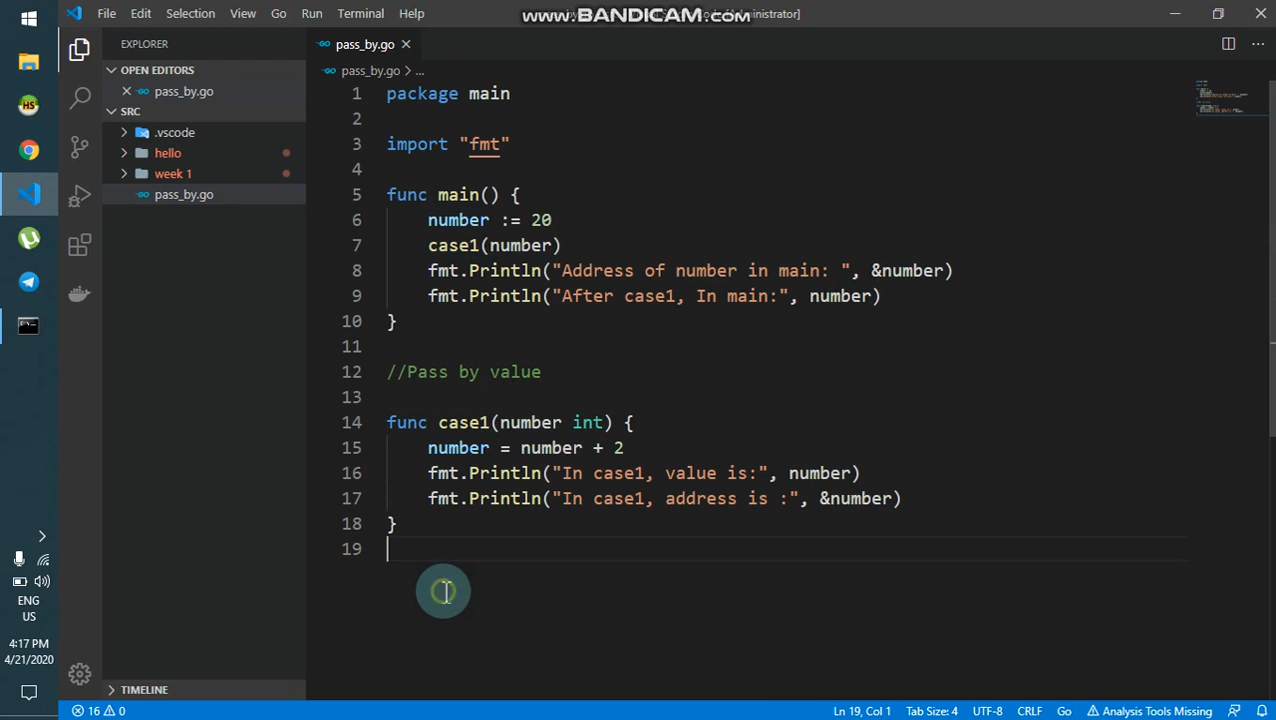 File Edit Selection View Go Run Terminal Help
www.BANDICAM.com
Administrator]
EXPLORER
OPEN EDITORS
pass_by.go
SRC
.vscode
hello
week 1
pass_by.go
TIMELINE
pass_by.go
pass_by.go > ...
1 package main
2
3 import "fmt"
4
5 func main() {
6 number := 20
7 case1(number)
8 fmt.Println("Address of number in main: ", &number)
9 fmt.Println("After case1, In main:", number)
10 }
11
12 //Pass by value
13
14 func case1(number int) {
15 number = number + 2
16 fmt.Println("In case1, value is:", number)
17 fmt.Println("In case1, address is :", &number)
18 }
19
HS
ENG
US
4:17 PM
4/21/2020
16 0
Ln 19, Col 1 Tab Size: 4 UTF-8 CRLF Go Analysis Tools Missing